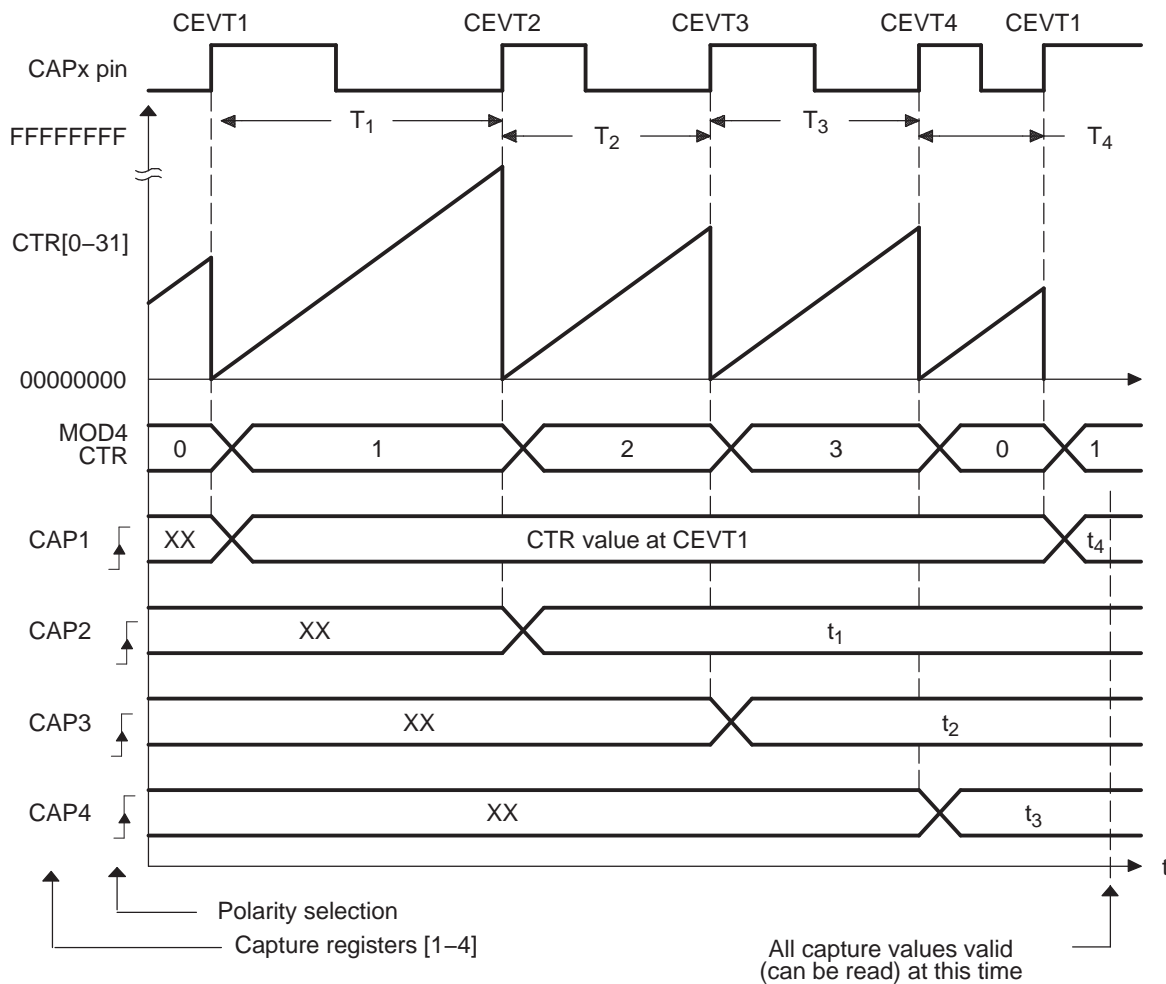 CEVT1 CEVT2 CEVT3 CEVT4 CEVT1
CAPx pin
T1 T3
FFFFFFFF T2 T4
CTR[0−31]
00000000
MOD4
CTR
0 1 2 3 0 1
CAP1 XX CTR value at CEVT1 t4
CAP2 XX t1
CAP3 XX t2
CAP4 XX t3
t
Polarity selection
Capture registers [1−4]
All capture values valid
(can be read) at this time